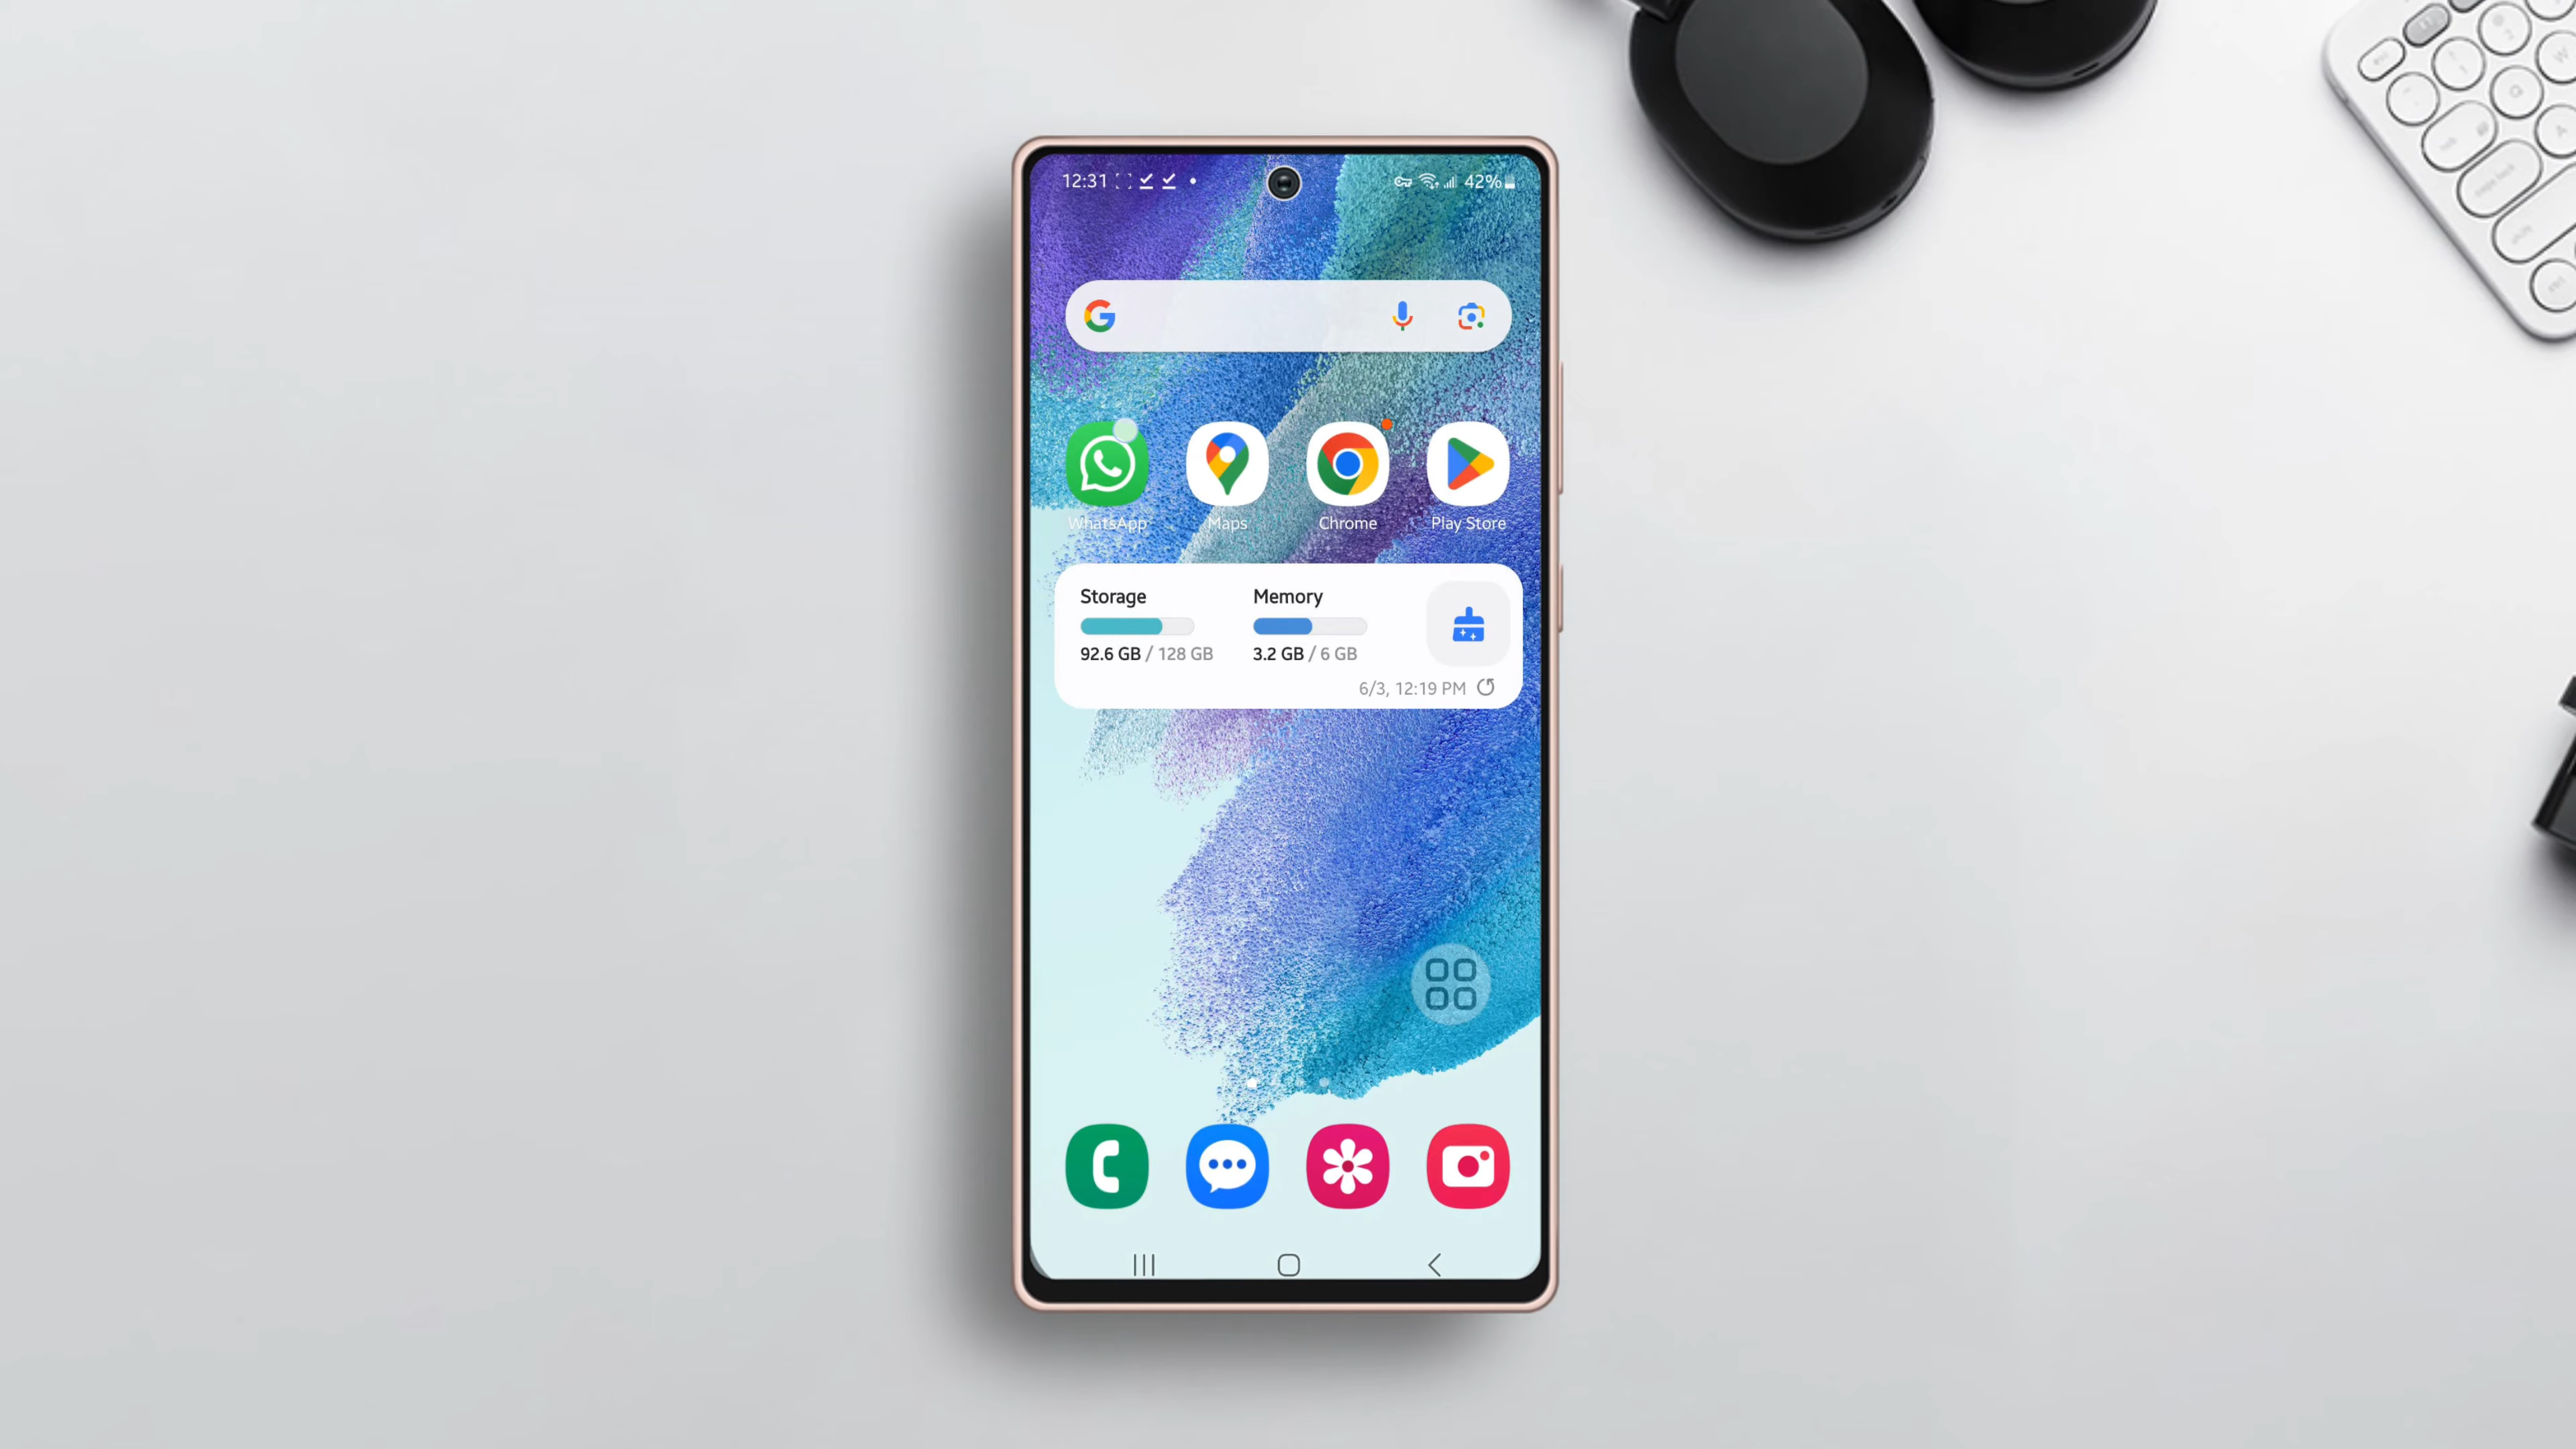 12:31
42%
WhatsApp Maps Chrome Play Store
Storage Memory
92.6 GB / 128 GB 3.2 GB / 6 GB
6/3, 12:19 PM